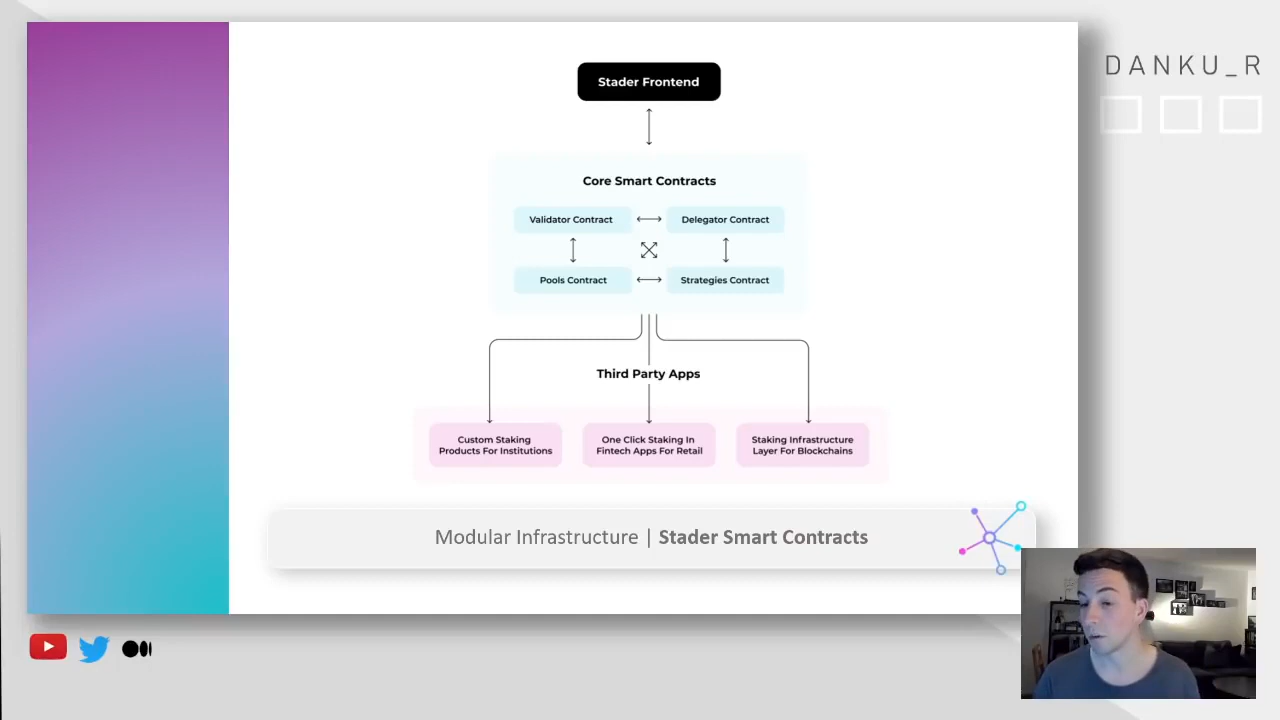 DANKU_R
Stader Frontend
Core Smart Contracts
Validator Contract
Delegator Contract
Pools Contract
Strategies Contract
Third Party Apps
Custom Staking
Products For Institutions
One Click Staking In
Fintech Apps For Retail
Staking Infrastructure
Layer For Blockchains
Modular Infrastructure | Stader Smart Contracts